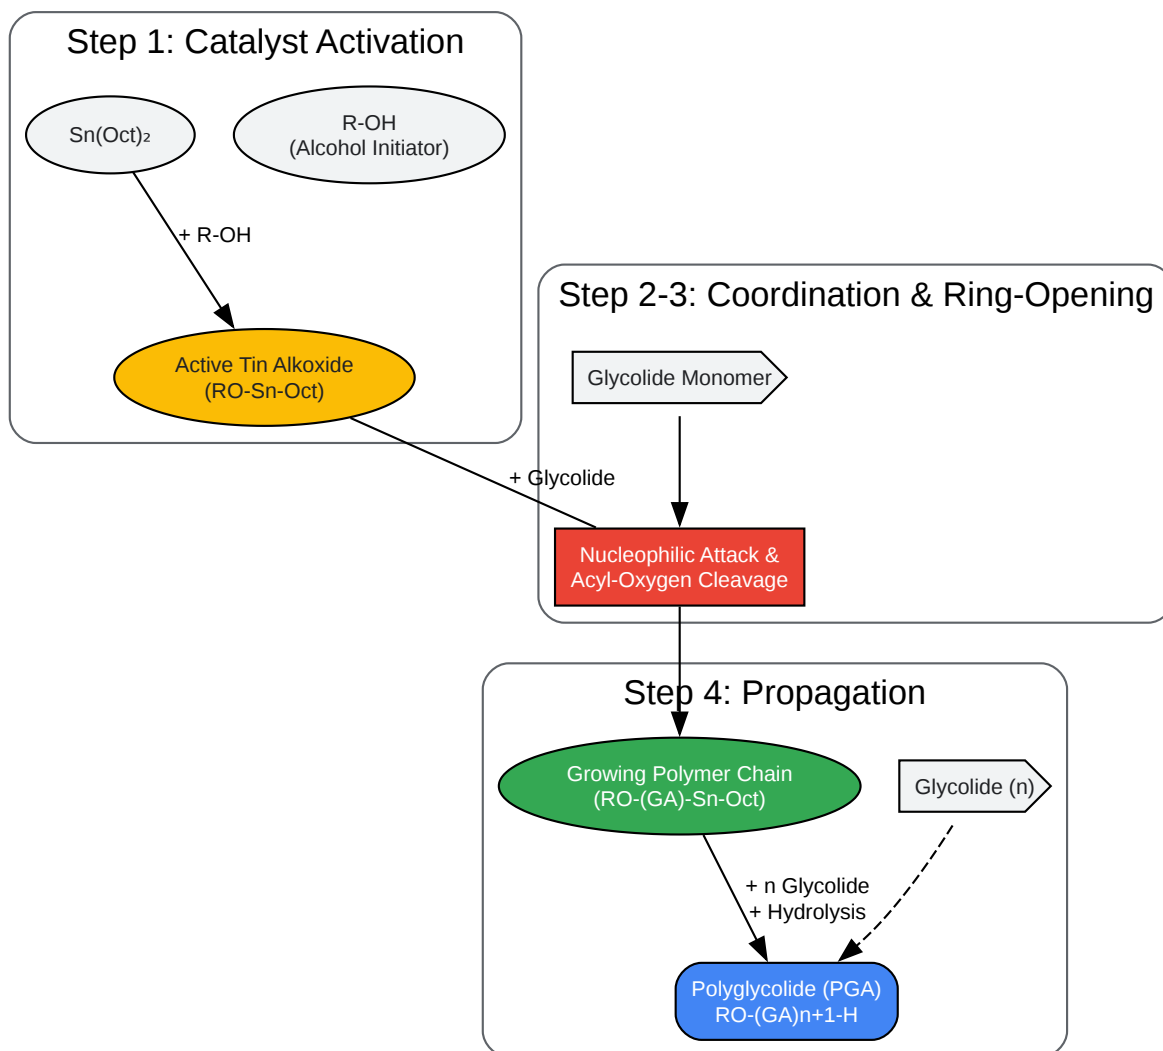 Step 1: Catalyst Activation
Sn(Oct)₂
R-OH
(Alcohol Initiator)
+ R-OH
Active Tin Alkoxide
(RO-Sn-Oct)
Step 2-3: Coordination & Ring-Opening
Glycolide Monomer
+ Glycolide
Nucleophilic Attack &
Acyl-Oxygen Cleavage
Step 4: Propagation
Growing Polymer Chain
(RO-(GA)-Sn-Oct)
Glycolide (n)
+ n Glycolide
+ Hydrolysis
Polyglycolide (PGA)
RO-(GA)n+1-H